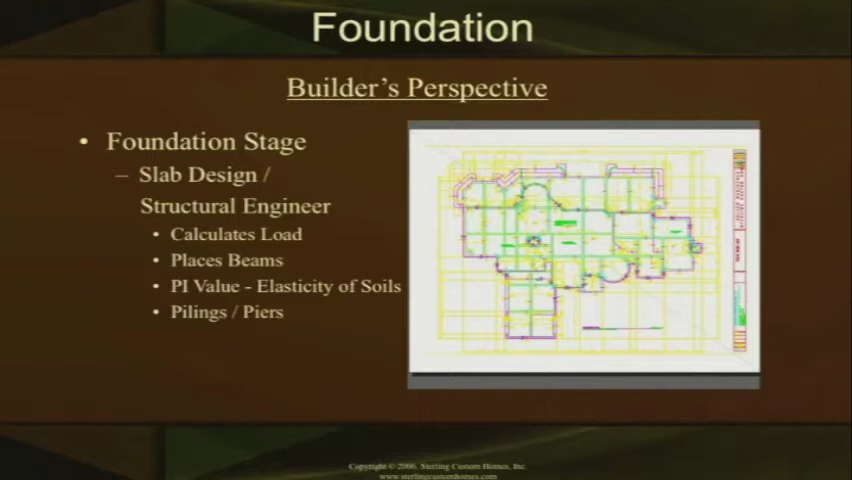 Foundation
Builder's Perspective
• Foundation Stage
– Slab Design /
Structural Engineer
• Calculates Load
• Places Beams
• PI Value - Elasticity of Soils
• Pilings / Piers
Copyright © 2006, Sterling Custom Homes, Inc.
www.sterlingcustomhomes.com